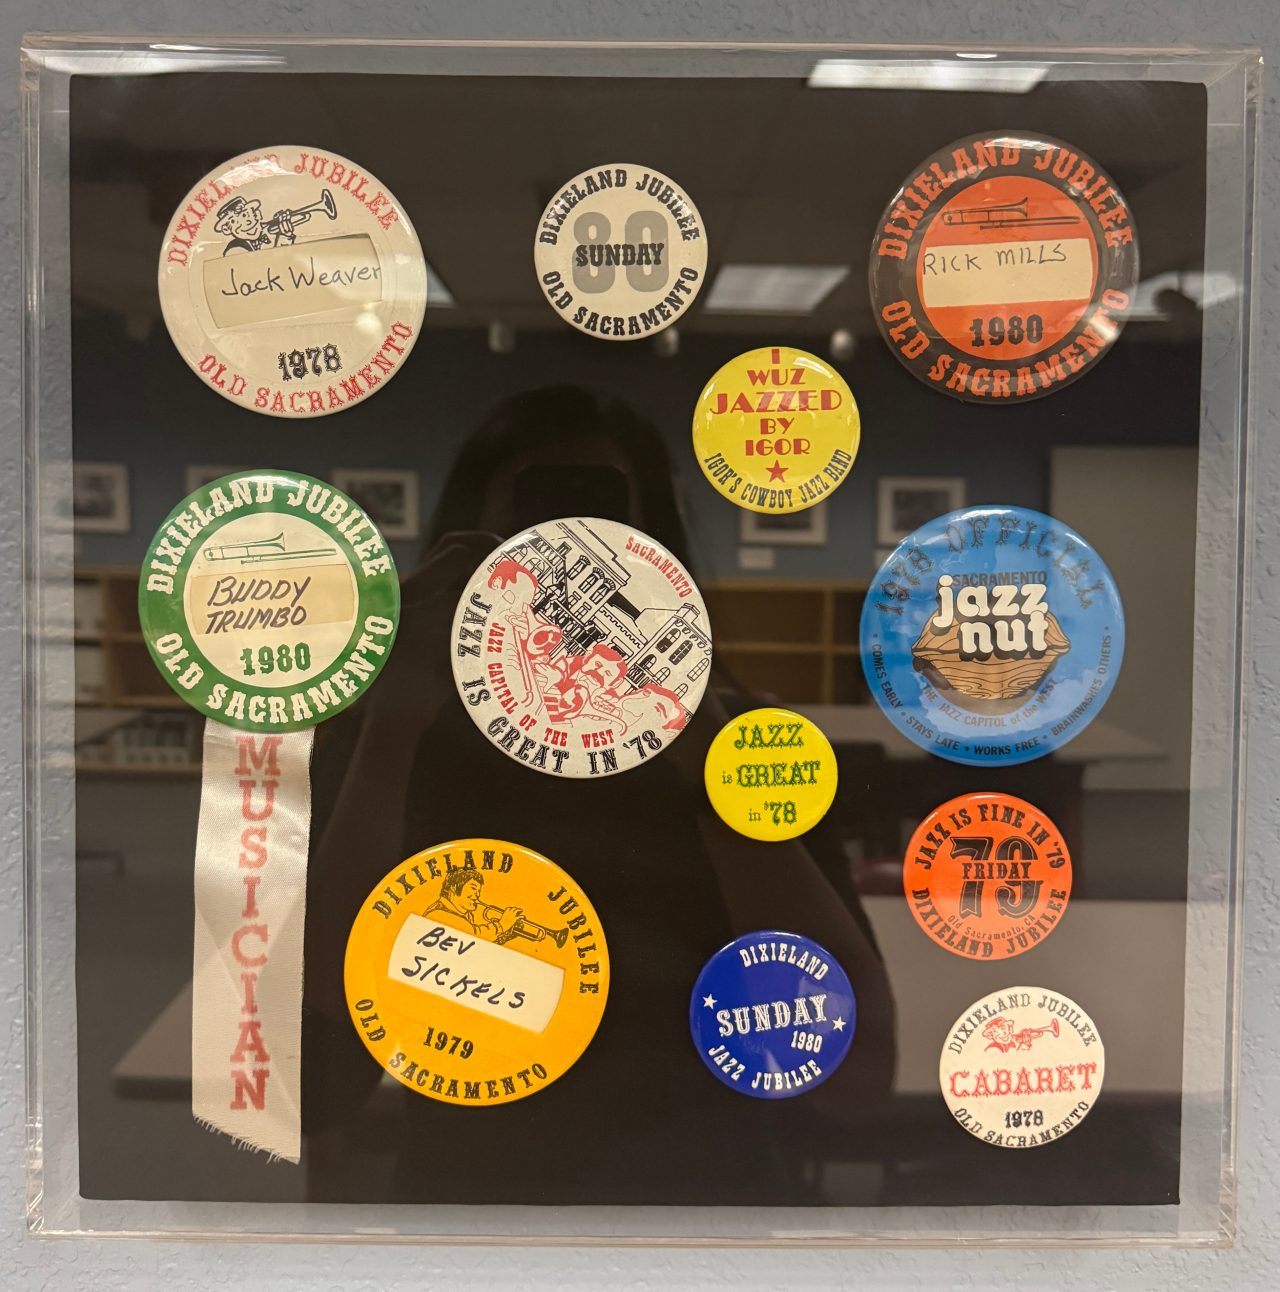 DIXIELAND JUBILEE
Jack Weaver
1978
OLD SACRAMENTO
DIXIELAND JUBILEE
80
SUNDAY
OLD SACRAMENTO
DIXIELAND JUBILEE
RICK MILLS
1980
OLD SACRAMENTO
I
WUZ
JAZZED
BY
IGOR
IGOR'S COWBOY JAZZ BAND
DIXIELAND JUBILEE
BUDDY
TRUMBO
1980
OLD SACRAMENTO
MUSICIAN
SACRAMENTO
JAZZ CAPITAL OF THE WEST
JAZZ IS GREAT IN '78
1978 OFFICIAL
SACRAMENTO
jazz
nut
THE JAZZ CAPITOL of the WEST
• COMES EARLY • STAYS LATE • WORKS FREE • BRAINWASHES OTHERS •
JAZZ
is GREAT
in '78
JAZZ IS FINE IN '79
79
FRIDAY
Old Sacramento, CA
DIXIELAND JUBILEE
DIXIELAND JUBILEE
BEV
SICKELS
1979
OLD SACRAMENTO
DIXIELAND
SUNDAY
1980
JAZZ JUBILEE
DIXIELAND JUBILEE
CABARET
1978
OLD SACRAMENTO